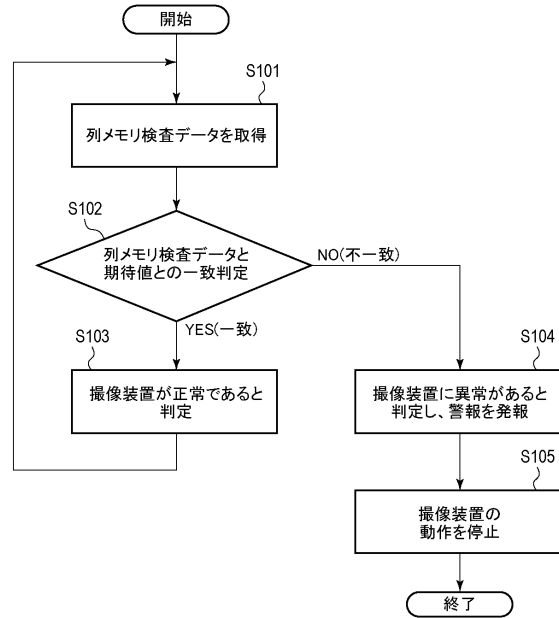 開始
S101
列メモリ検査データを取得
S102
列メモリ検査データと
期待値との一致判定
NO(不一致)
YES(一致)
S103
撮像装置が正常であると
判定
S104
撮像装置に異常があると
判定し、警報を発報
S105
撮像装置の
動作を停止
終了